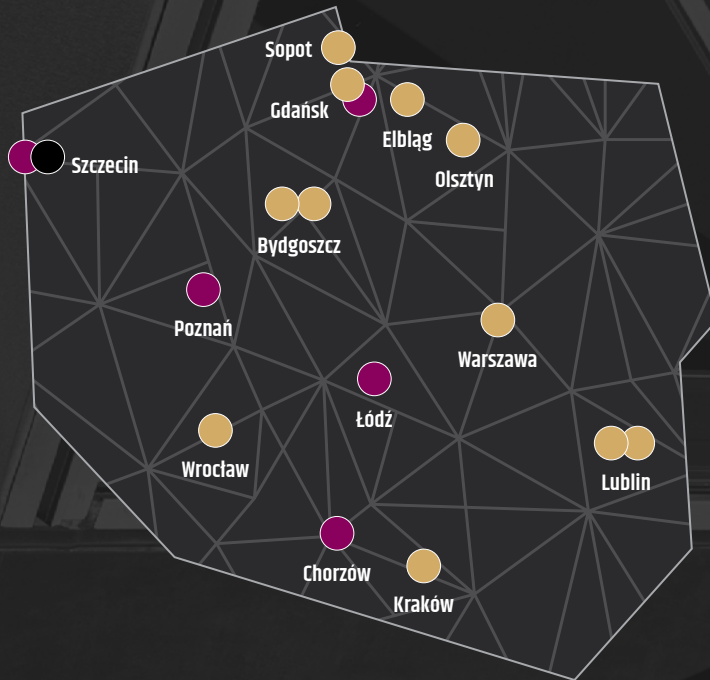 Sopot
Gdańsk
Elbląg
Szczecin
Olsztyn
Bydgoszcz
Poznań
Warszawa
Łódź
Wrocław
Lublin
Chorzów
Kraków